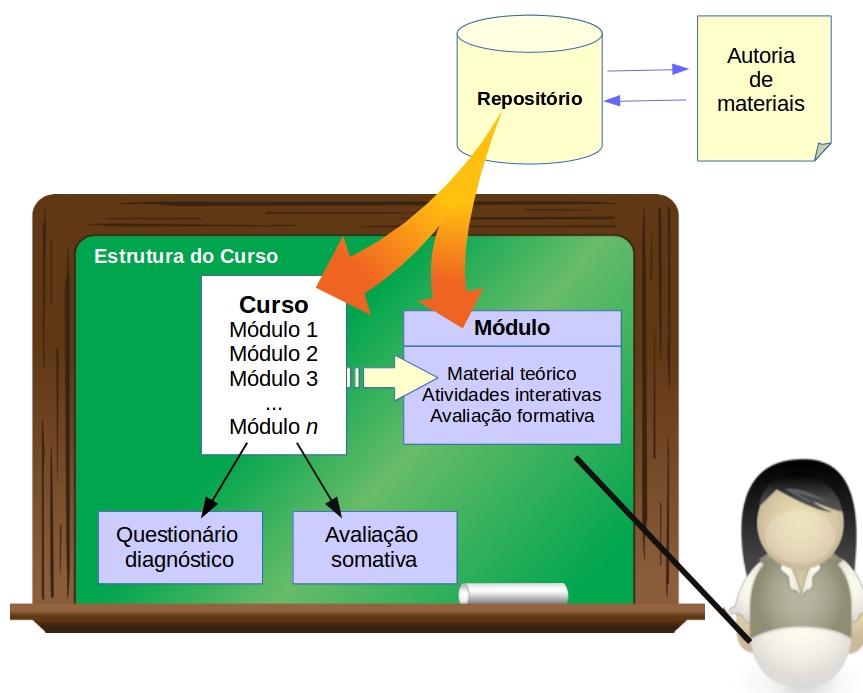 Repositório
Autoria
de
materiais
Estrutura do Curso
Curso
Módulo 1
Módulo 2
Módulo 3
...
Módulo n
Módulo
Material teórico
Atividades interativas
Avaliação formativa
Questionário
diagnóstico
Avaliação
somativa